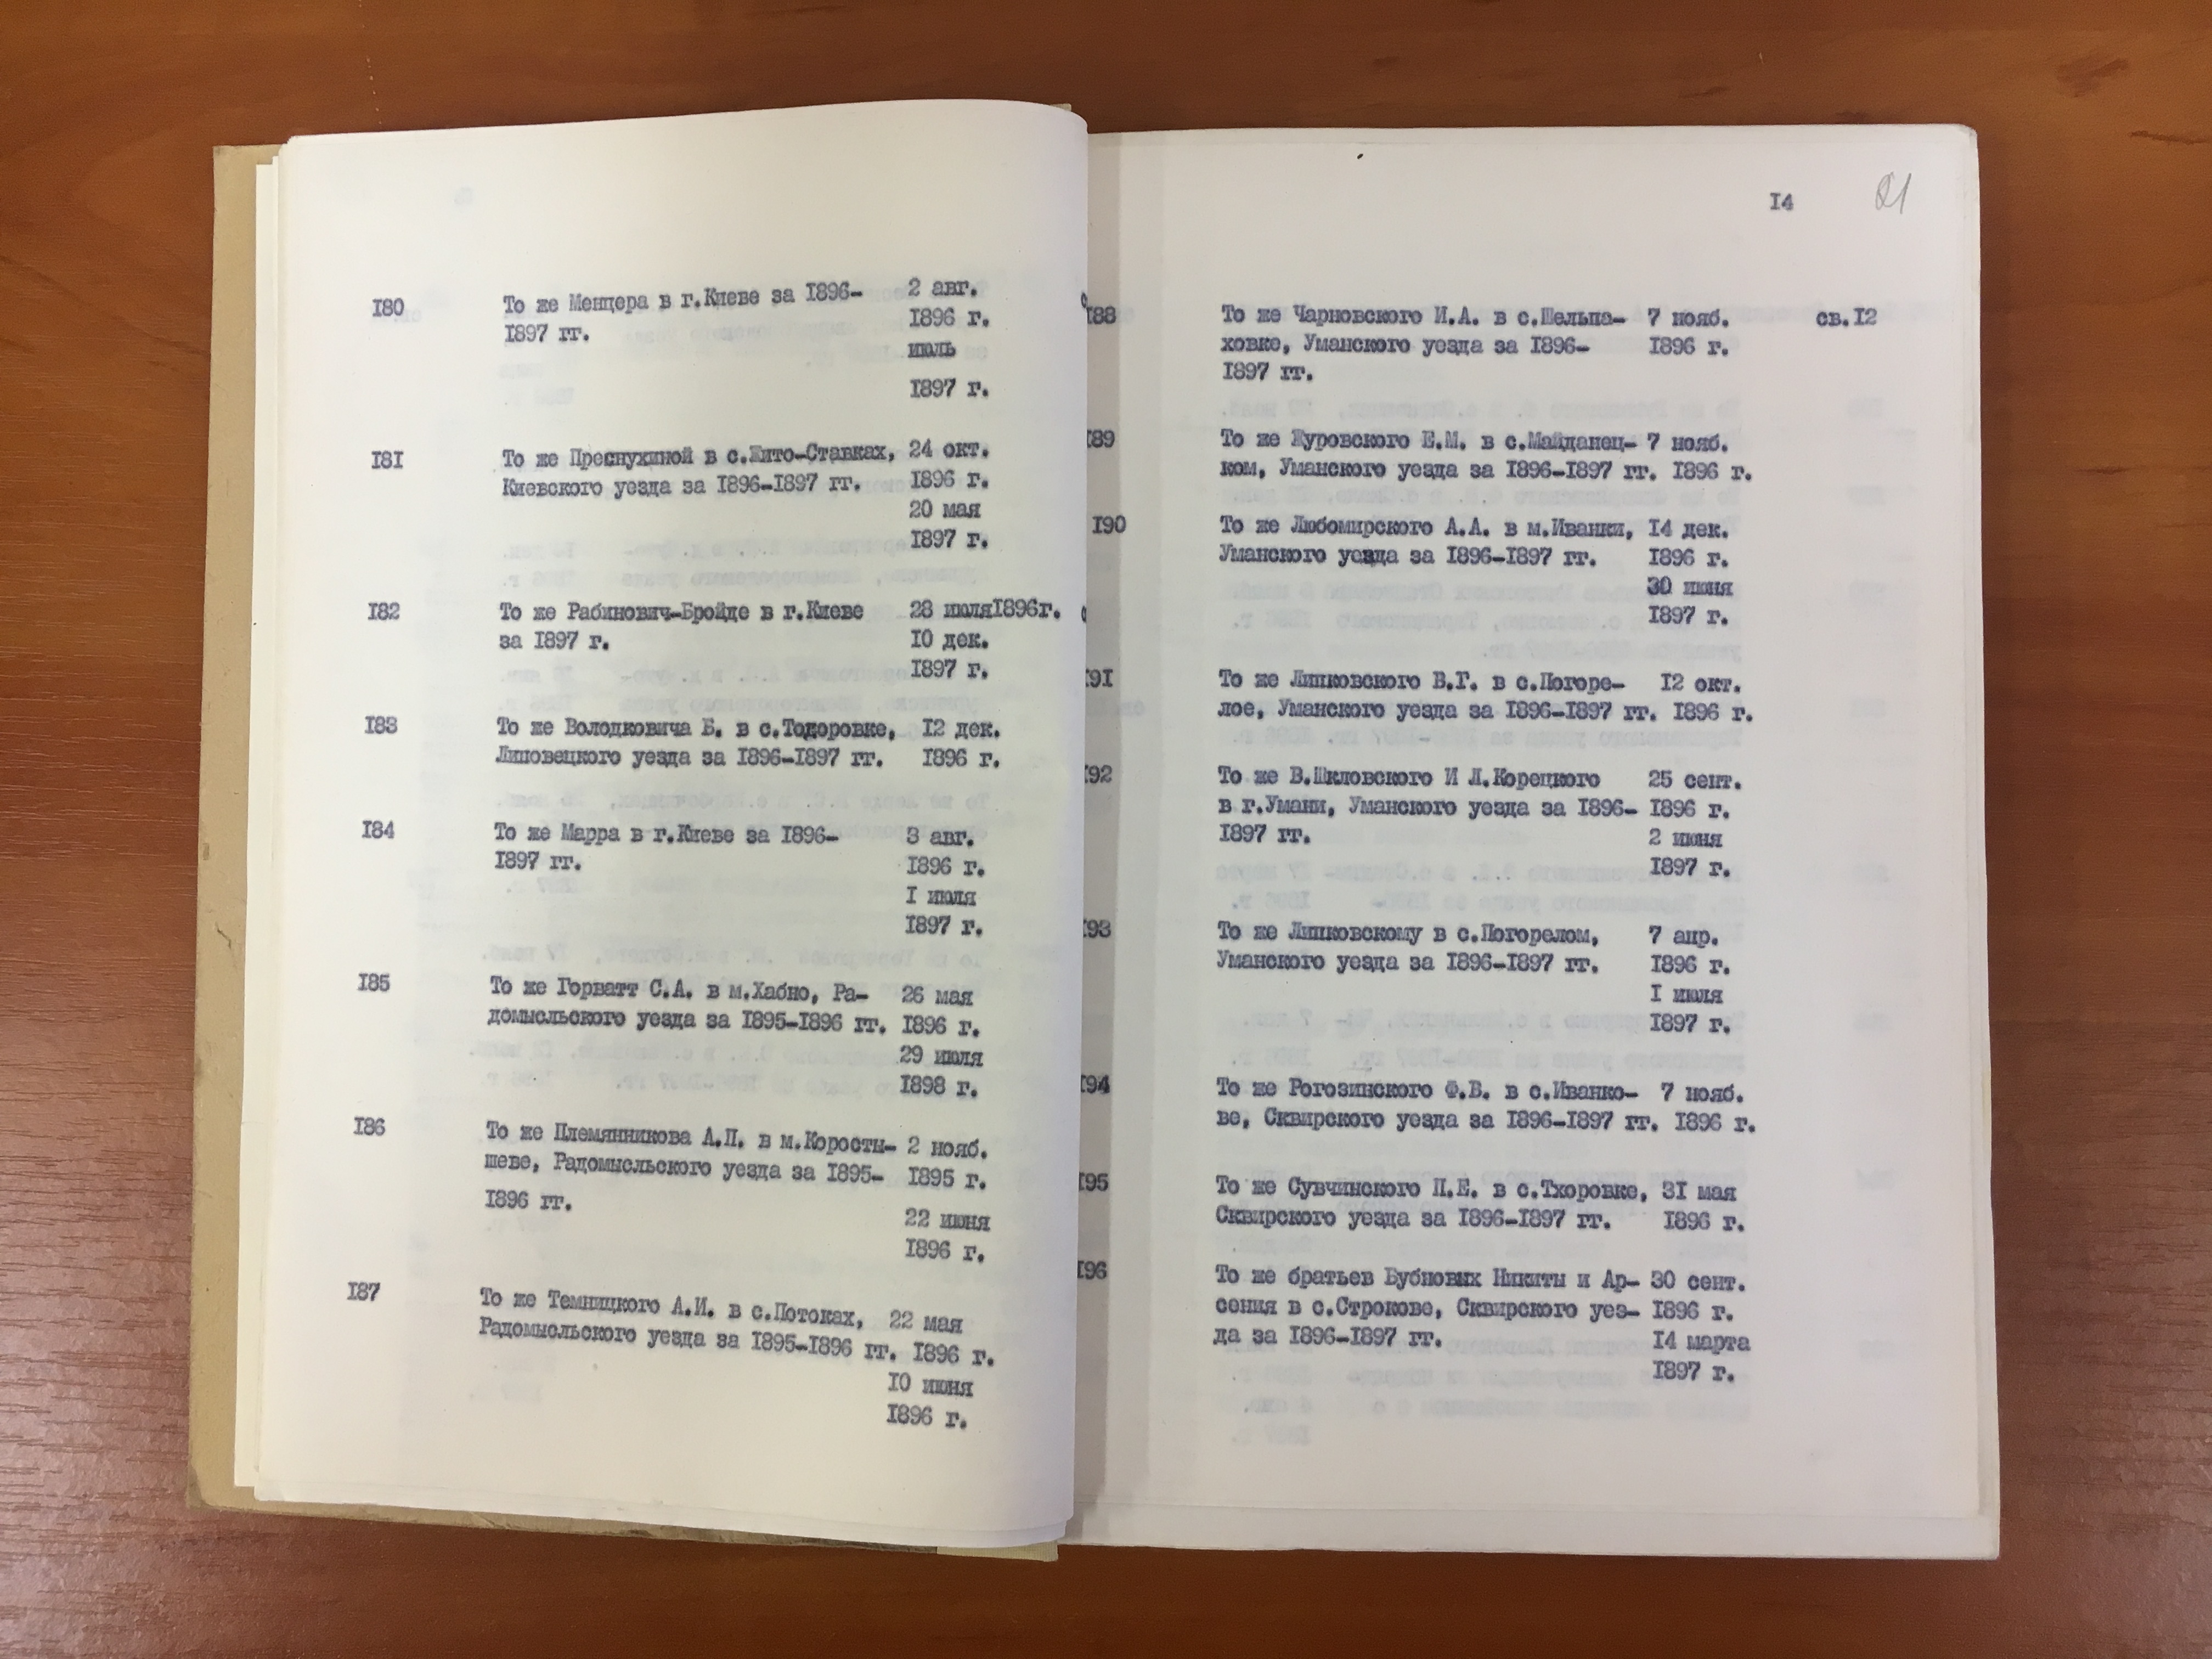 180 То же Менцера в г.Киеве за 1896- 2 авг.
1897 гг. 1896 г.
июль
1897 г.
181 То же Преснухиной в с.Жито-Ставках, 24 окт.
Киевского уезда за 1896-1897 гг. 1896 г.
20 мая
1897 г.
182 То же Рабинович-Бройде в г.Киеве 28 июля1896г.
за 1897 г. 10 дек.
1897 г.
183 То же Володковича Б. в с.Тодоровке, 12 дек.
Липовецкого уезда за 1896-1897 гг. 1896 г.
184 То же Марра в г.Киеве за 1896- 3 авг.
1897 гг. 1896 г.
1 июля
1897 г.
185 То же Горватт С.А. в м.Хабно, Ра- 26 мая
домысльского уезда за 1895-1896 гг. 1896 г.
29 июля
1898 г.
186 То же Племянникова А.П. в м.Коросты- 2 нояб.
шеве, Радомысльского уезда за 1895- 1895 г.
1896 гг.
22 июня
1896 г.
187 То же Темницкого А.И. в с.Потоках, 22 мая
Радомысльского уезда за 1895-1896 гг. 1896 г.
10 июня
1896 г.
14 21
188 То же Чарновского И.А. в с.Шельпа- 7 нояб. св.12
ховке, Уманского уезда за 1896- 1896 г.
1897 гг.
189 То же Журовского Е.М. в с.Майданец- 7 нояб.
ком, Уманского уезда за 1896-1897 гг. 1896 г.
190 То же Любомирского А.А. в м.Иванки, 14 дек.
Уманского уезда за 1896-1897 гг. 1896 г.
30 июня
1897 г.
191 То же Липковского В.Г. в с.Погоре- 12 окт.
лое, Уманского уезда за 1896-1897 гг. 1896 г.
192 То же В.Шкловского И Л.Корецкого 25 сент.
в г.Умани, Уманского уезда за 1896- 1896 г.
1897 гг. 2 июня
1897 г.
193 То же Липковскому в с.Погорелом, 7 апр.
Уманского уезда за 1896-1897 гг. 1896 г.
1 июля
1897 г.
194 То же Рогозинского Ф.В. в с.Иванко- 7 нояб.
ве, Сквирского уезда за 1896-1897 гг. 1896 г.
195 То же Сувчинского П.Е. в с.Тхоровке, 31 мая
Сквирского уезда за 1896-1897 гг. 1896 г.
196 То же братьев Бубновых Никиты и Ар- 30 сент.
сения в с.Строкове, Сквирского уез- 1896 г.
да за 1896-1897 гг. 14 марта
1897 г.